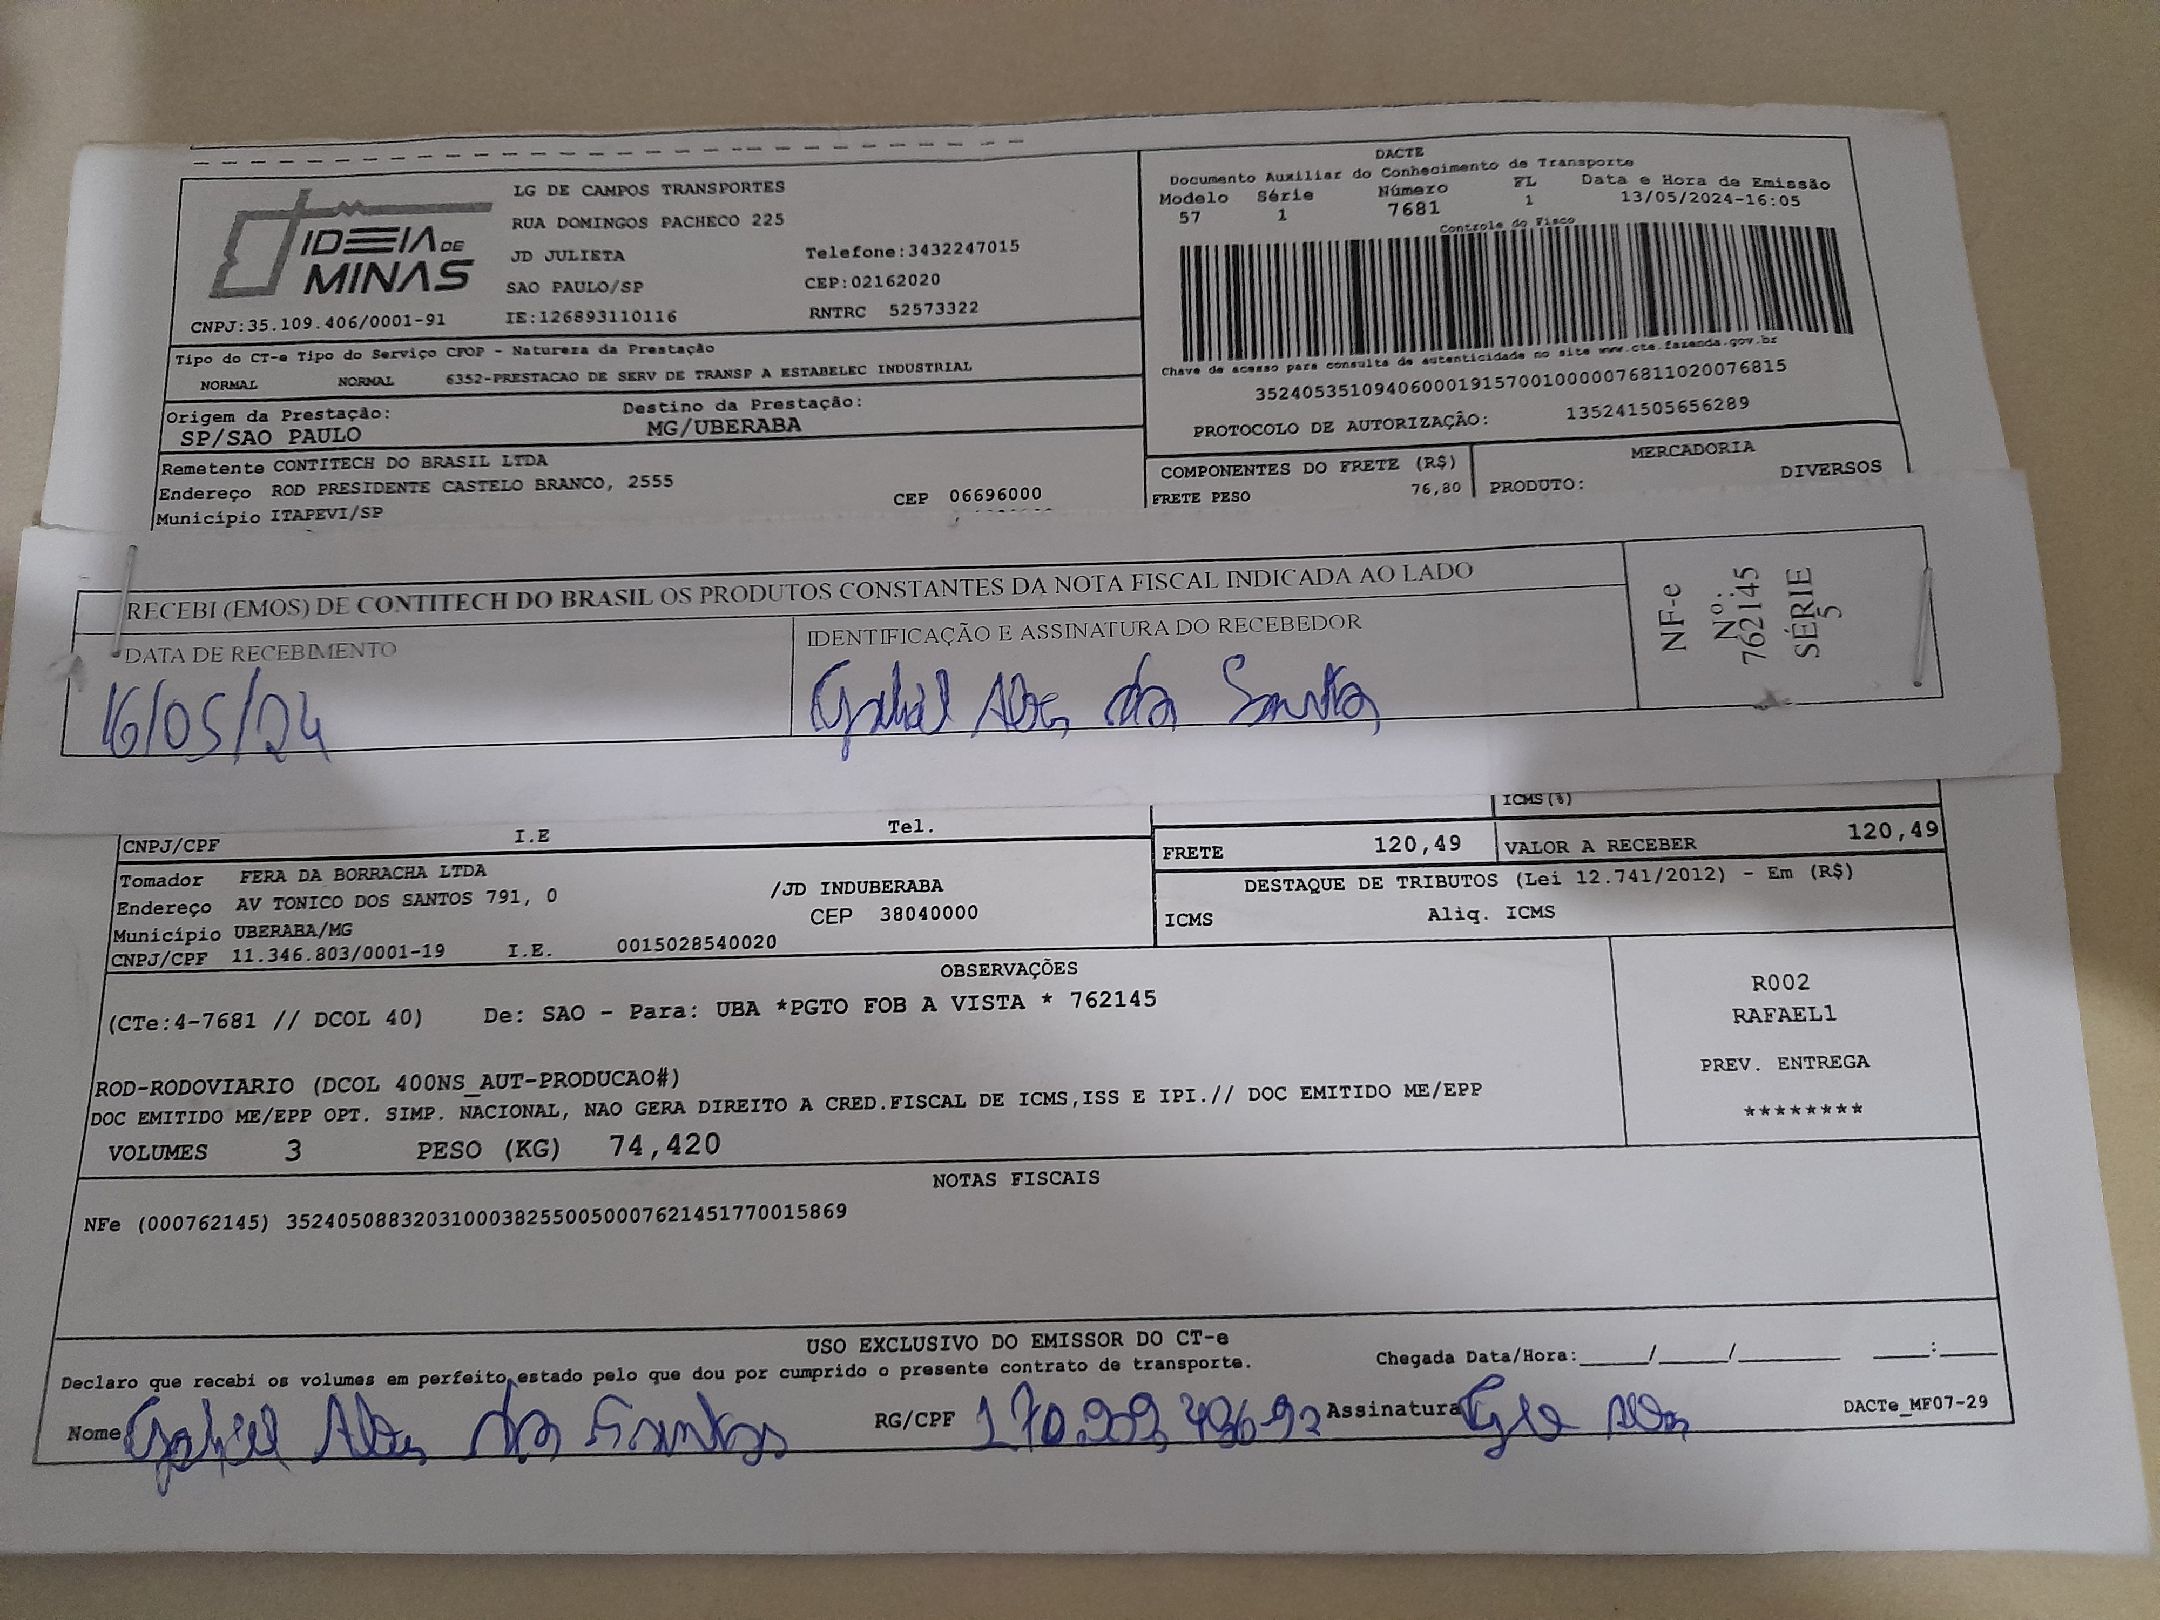 IDEIA DE MINAS
LG DE CAMPOS TRANSPORTES
RUA DOMINGOS PACHECO 225
JD JULIETA Telefone:3432247015
SAO PAULO/SP CEP:02162020
CNPJ:35.109.406/0001-91 IE:126893110116 RNTRC 52573322
Tipo do CT-e Tipo do Serviço CFOP - Natureza da Prestação
NORMAL NORMAL 6352-PRESTACAO DE SERV DE TRANSP A ESTABELEC INDUSTRIAL
Origem da Prestação: Destino da Prestação:
SP/SAO PAULO MG/UBERABA
Remetente CONTITECH DO BRASIL LTDA
Endereço ROD PRESIDENTE CASTELO BRANCO, 2555
Município ITAPEVI/SP CEP 06696000
DACTE
Documento Auxiliar do Conhecimento de Transporte
Modelo Série Número FL Data e Hora de Emissão
57 1 7681 1 13/05/2024-16:05
Controle do Fisco
Chave de acesso para consulta de autenticidade no site www.cte.fazenda.gov.br
35240535109406000191570010000076811020076815
PROTOCOLO DE AUTORIZAÇÃO: 135241505656289
COMPONENTES DO FRETE (R$) MERCADORIA
FRETE PESO 76,80 PRODUTO: DIVERSOS
RECEBI (EMOS) DE CONTITECH DO BRASIL OS PRODUTOS CONSTANTES DA NOTA FISCAL INDICADA AO LADO
DATA DE RECEBIMENTO IDENTIFICAÇÃO E ASSINATURA DO RECEBEDOR
16/05/24 Gabriel Alves da Santos
NF-e
Nº.:
762145
SÉRIE
5
CNPJ/CPF I.E Tel.
Tomador FERA DA BORRACHA LTDA
Endereço AV TONICO DOS SANTOS 791, 0 /JD INDUBERABA
Município UBERABA/MG CEP 38040000
CNPJ/CPF 11.346.803/0001-19 I.E. 0015028540020
ICMS(%)
FRETE 120,49 VALOR A RECEBER 120,49
DESTAQUE DE TRIBUTOS (Lei 12.741/2012) - Em (R$)
ICMS Aliq. ICMS
OBSERVAÇÕES
(CTe:4-7681 // DCOL 40) De: SAO - Para: UBA *PGTO FOB A VISTA * 762145
ROD-RODOVIARIO (DCOL 400NS_AUT-PRODUCAO#)
DOC EMITIDO ME/EPP OPT. SIMP. NACIONAL, NAO GERA DIREITO A CRED.FISCAL DE ICMS,ISS E IPI.// DOC EMITIDO ME/EPP
VOLUMES 3 PESO (KG) 74,420
R002
RAFAEL1
PREV. ENTREGA
********
NOTAS FISCAIS
NFe (000762145) 35240508832031000382550050007621451770015869
USO EXCLUSIVO DO EMISSOR DO CT-e
Declaro que recebi os volumes em perfeito estado pelo que dou por cumprido o presente contrato de transporte. Chegada Data/Hora:____/____/____ ___:___
Nome Gabriel Alves da Santos RG/CPF Assinatura DACTe_MF07-29